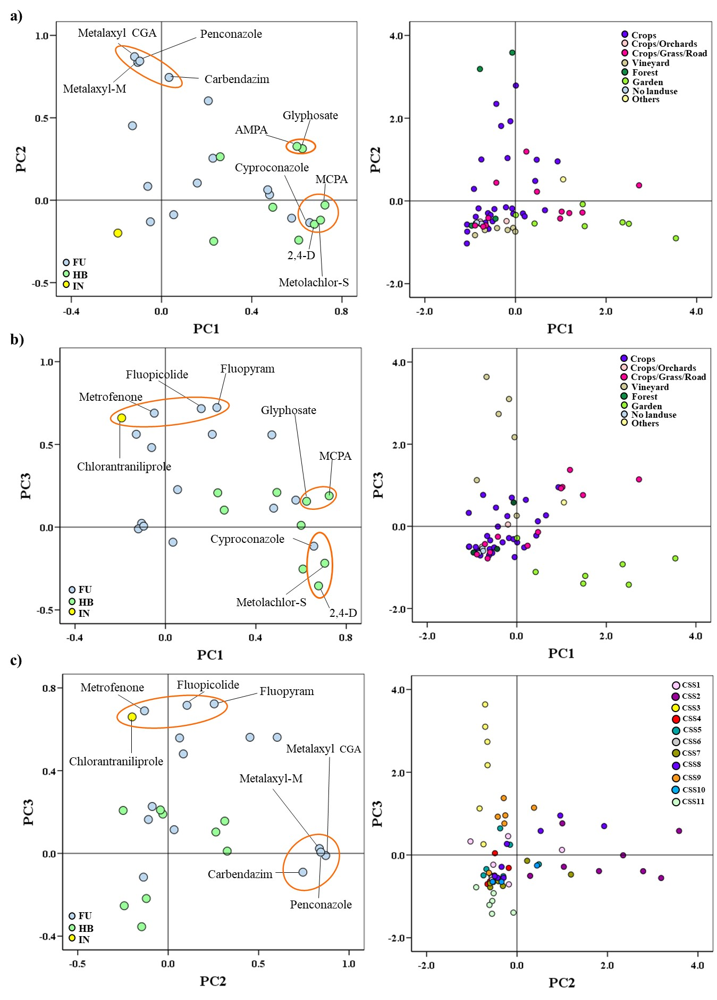 a)
Metalaxyl CGA
Penconazole
Metalaxyl-M
Carbendazim
Glyphosate
AMPA
Cyproconazole
MCPA
2,4-D
Metolachlor-S
FU
HB
IN
1.0
0.5
0.0
-0.5
PC2
-0.4
0.0
0.4
0.8
PC1
Crops
Crops/Orchards
Crops/Grass/Road
Vineyard
Forest
Garden
No landuse
Others
4.0
2.0
0.0
-2.0
PC2
-2.0
0.0
2.0
4.0
PC1
b)
Fluopicolide
Fluopyram
Metrofenone
Glyphosate
MCPA
Chlorantraniliprole
Cyproconazole
Metolachlor-S
2,4-D
FU
HB
IN
1.0
0.5
0.0
-0.5
PC3
-0.4
0.0
0.4
0.8
PC1
Crops
Crops/Orchards
Crops/Grass/Road
Vineyard
Forest
Garden
No landuse
Others
4.0
2.0
0.0
-2.0
PC3
-2.0
0.0
2.0
4.0
PC1
c)
Metrofenone
Fluopicolide
Fluopyram
Chlorantraniliprole
Metalaxyl CGA
Metalaxyl-M
Carbendazim
Penconazole
FU
HB
IN
0.8
0.4
0.0
-0.4
PC3
-0.5
0.0
0.5
1.0
PC2
CSS1
CSS2
CSS3
CSS4
CSS5
CSS6
CSS7
CSS8
CSS9
CSS10
CSS11
4.0
2.0
0.0
-2.0
PC3
-2.0
0.0
2.0
4.0
PC2